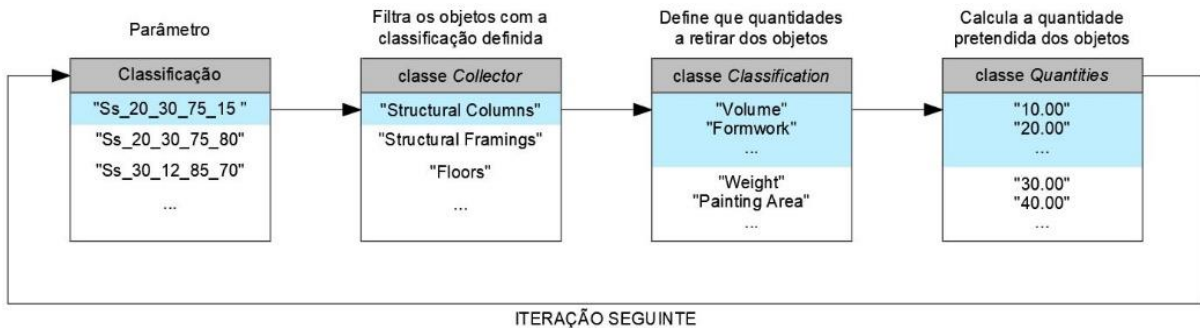 Parâmetro
Classificação
"Ss_20_30_75_15 "
"Ss_20_30_75_80"
"Ss_30_12_85_70"
...
Filtra os objetos com a
classificação definida
classe Collector
"Structural Columns"
"Structural Framings"
"Floors"
...
Define que quantidades
a retirar dos objetos
classe Classification
"Volume"
"Formwork"
...
"Weight"
"Painting Area"
...
Calcula a quantidade
pretendida dos objetos
classe Quantities
"10.00"
"20.00"
...
"30.00"
"40.00"
...
ITERAÇÃO SEGUINTE